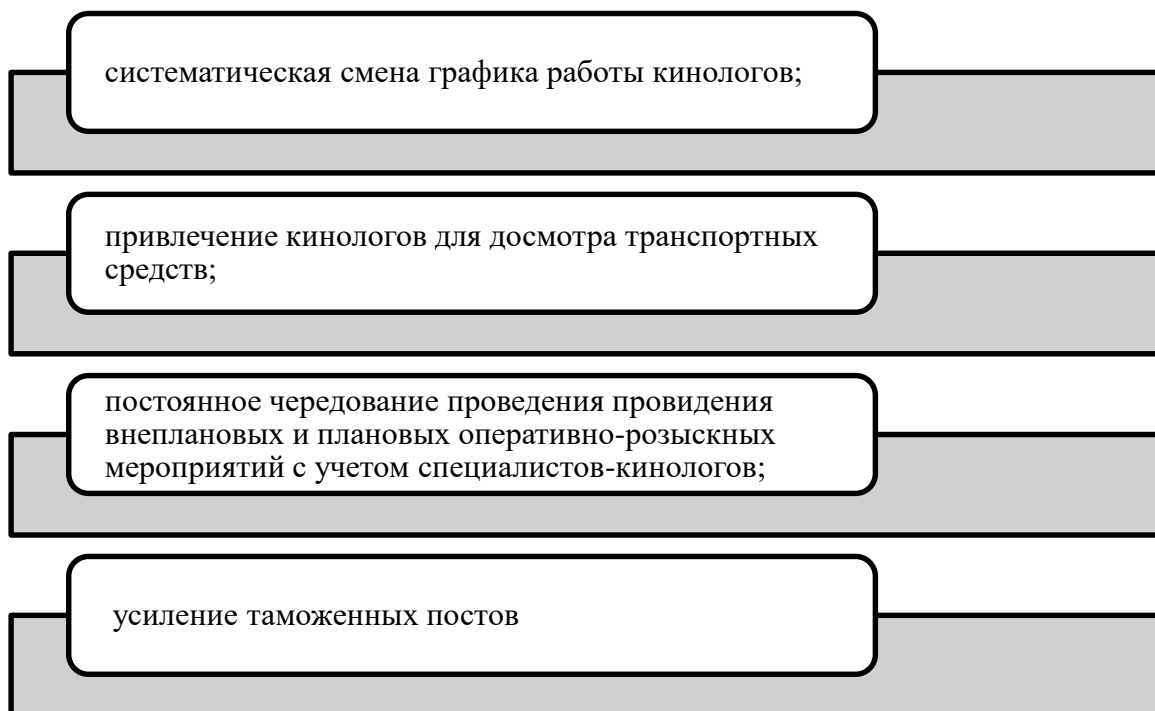 систематическая смена графика работы кинологов;
привлечение кинологов для досмотра транспортных
средств;
постоянное чередование проведения провидения
внеплановых и плановых оперативно-розыскных
мероприятий с учетом специалистов-кинологов;
усиление таможенных постов